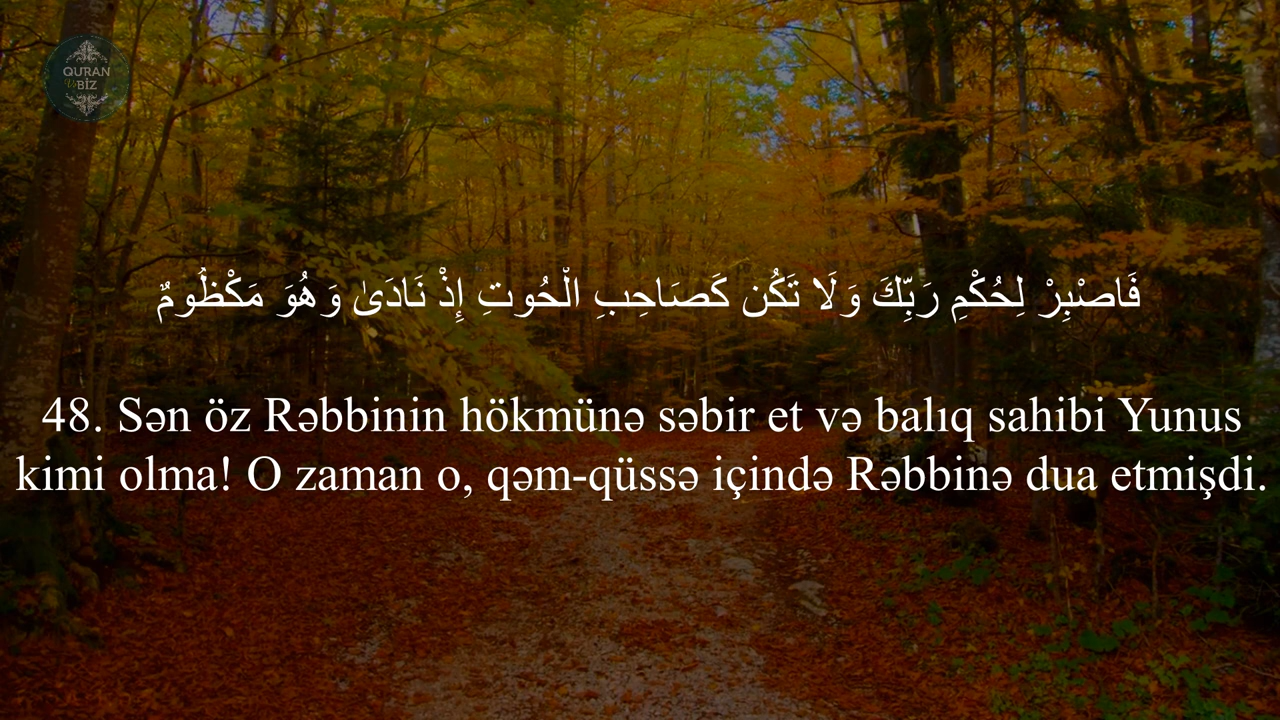 QURAN
Və BİZ
فَاصْبِرْ لِحُكْمِ رَبِّكَ وَلَا تَكُن كَصَاحِبِ الْحُوتِ إِذْ نَادَىٰ وَهُوَ مَكْظُومٌ
48. Sən öz Rəbbinin hökmünə səbir et və balıq sahibi Yunus
kimi olma! O zaman o, qəm-qüssə içində Rəbbinə dua etmişdi.